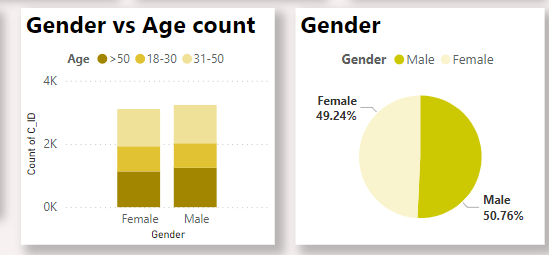 Gender vs Age count
Age >50 18-30 31-50
4K
2K
0K
Count of C_ID
Female Male
Gender
Gender
Gender Male Female
Female
49.24%
Male
50.76%